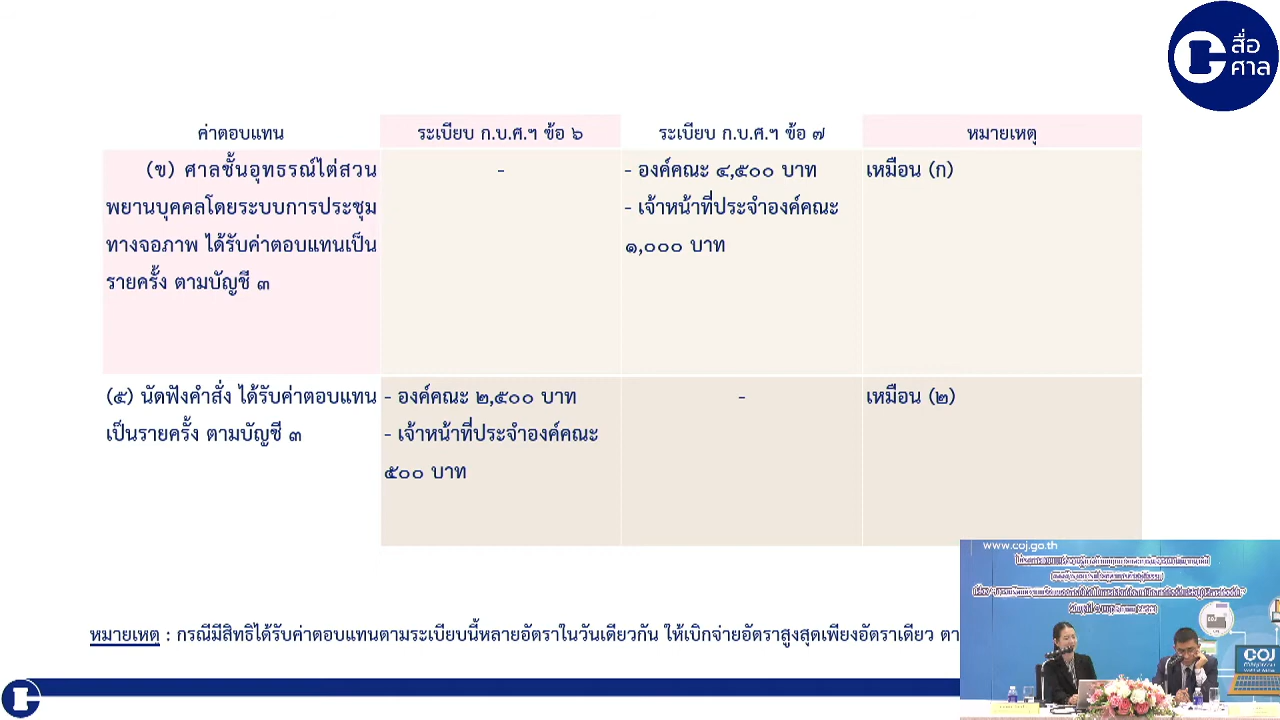 สื่อ
ศาล
ค่าตอบแทน ระเบียบ ก.บ.ศ.ฯ ข้อ ๖ ระเบียบ ก.บ.ศ.ฯ ข้อ ๗ หมายเหตุ
(ข) ศาลชั้นอุทธรณ์ไต่สวน
พยานบุคคลโดยระบบการประชุม
ทางจอภาพ ได้รับค่าตอบแทนเป็น
รายครั้ง ตามบัญชี ๓
-
- องค์คณะ ๔,๕๐๐ บาท
- เจ้าหน้าที่ประจำองค์คณะ
๑,๐๐๐ บาท
เหมือน (ก)
(๕) นัดฟังคำสั่ง ได้รับค่าตอบแทน
เป็นรายครั้ง ตามบัญชี ๓
- องค์คณะ ๒,๕๐๐ บาท
- เจ้าหน้าที่ประจำองค์คณะ
๕๐๐ บาท
-
เหมือน (๒)
หมายเหตุ : กรณีมีสิทธิได้รับค่าตอบแทนตามระเบียบนี้หลายอัตราในวันเดียวกัน ให้เบิกจ่ายอัตราสูงสุดเพียงอัตราเดียว ตา
www.coj.go.th
COJ